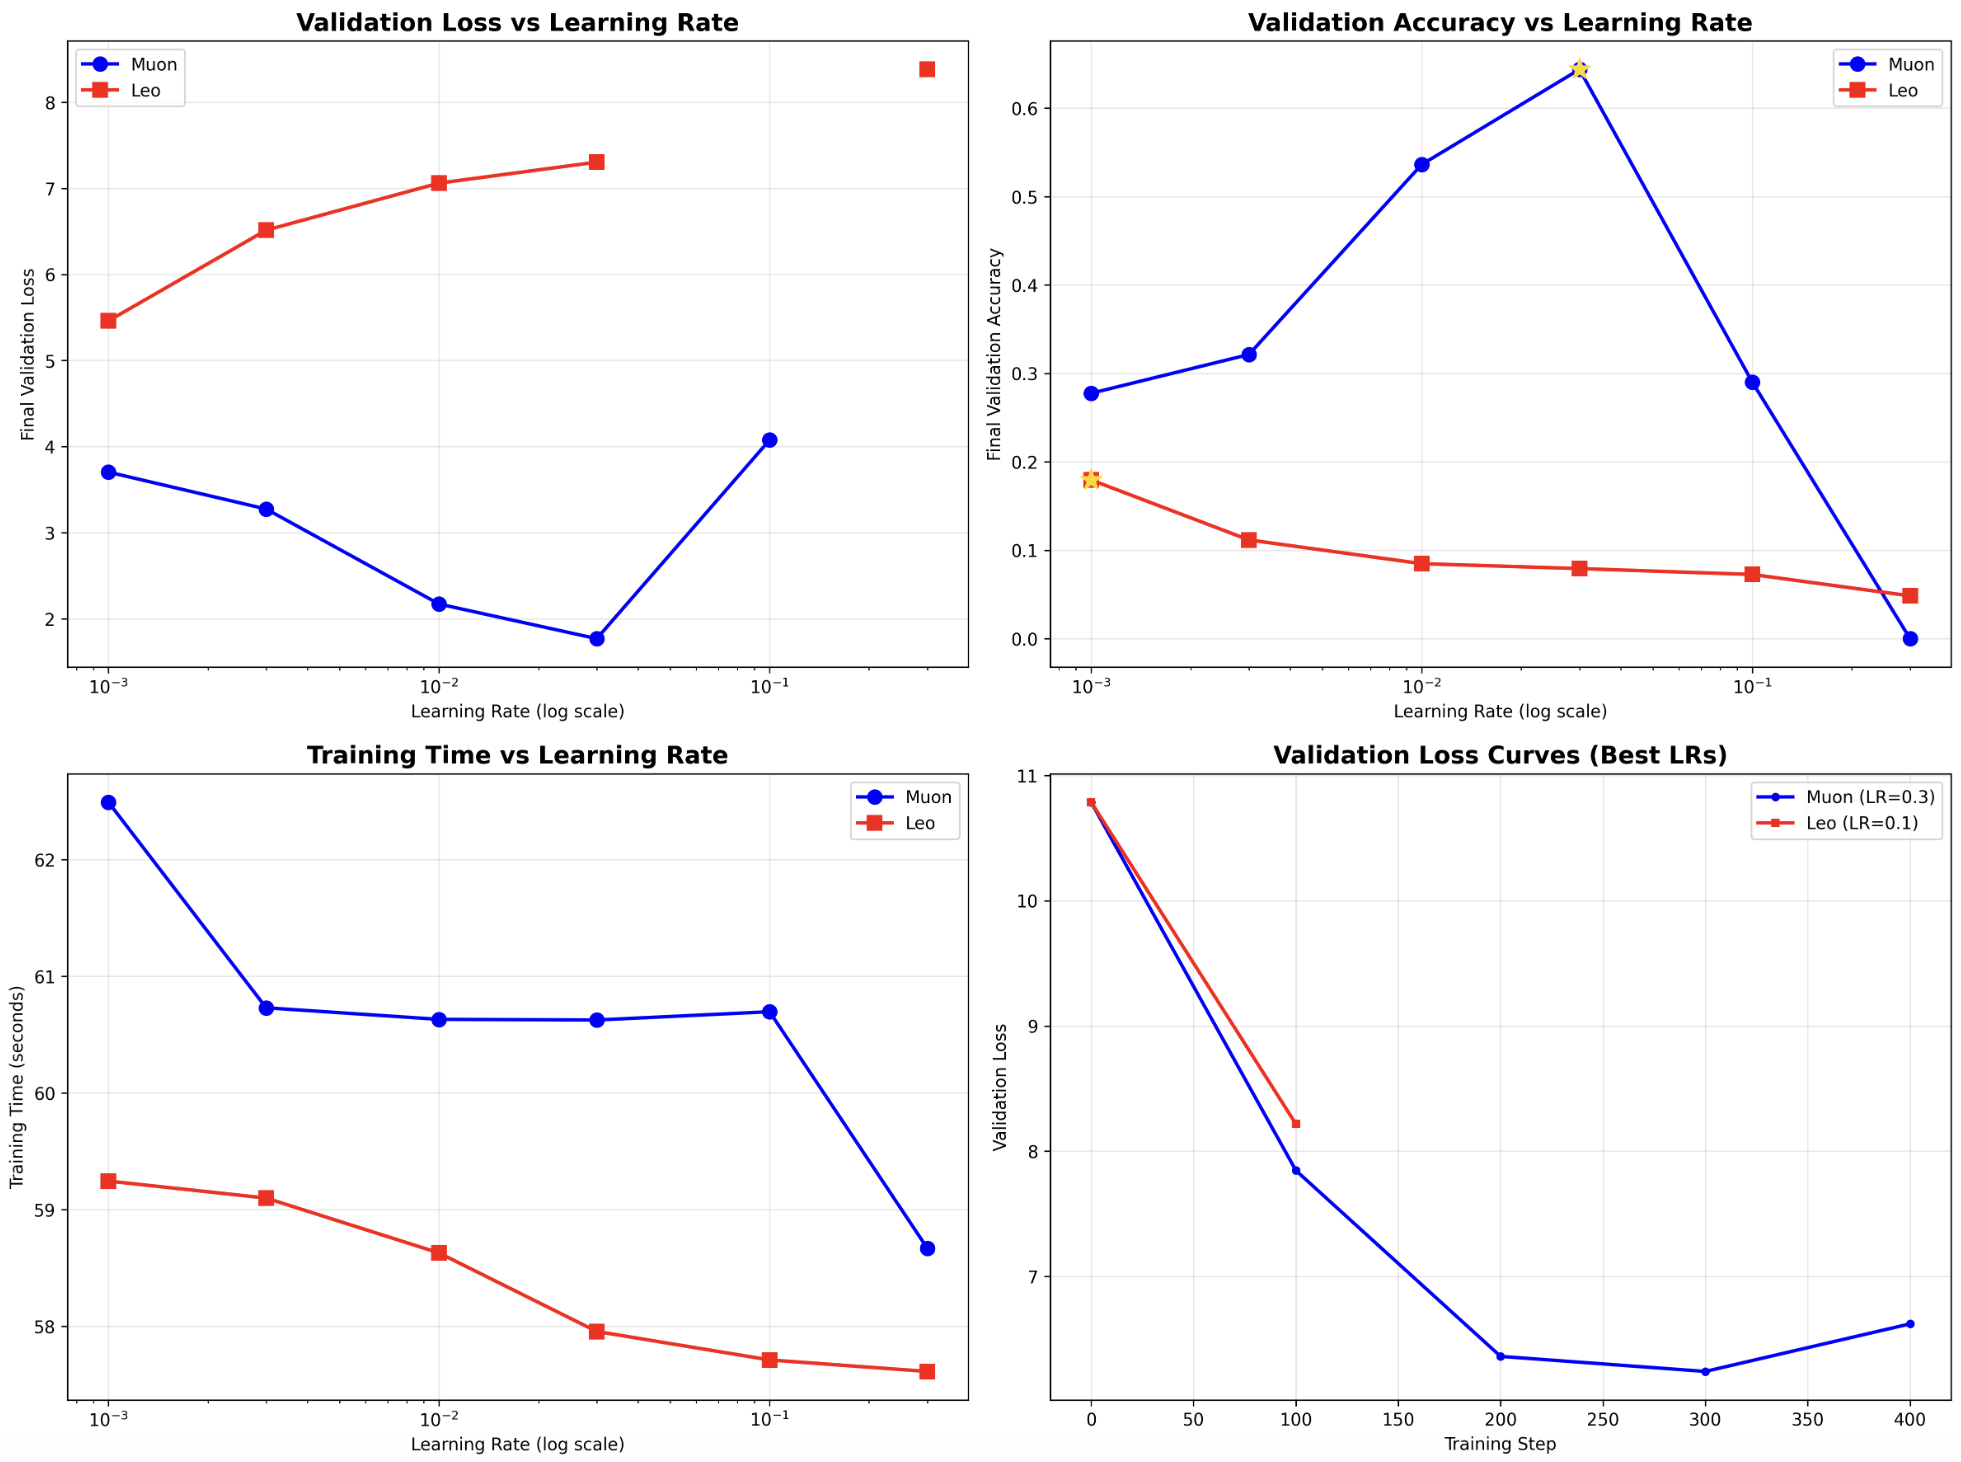 Validation Loss vs Learning Rate
Muon
Leo
8
7
6
5
4
3
2
Final Validation Loss
10⁻³
10⁻²
10⁻¹
Learning Rate (log scale)
Validation Accuracy vs Learning Rate
Muon
Leo
0.6
0.5
0.4
0.3
0.2
0.1
0.0
Final Validation Accuracy
10⁻³
10⁻²
10⁻¹
Learning Rate (log scale)
Training Time vs Learning Rate
Muon
Leo
62
61
60
59
58
Training Time (seconds)
10⁻³
10⁻²
10⁻¹
Learning Rate (log scale)
Validation Loss Curves (Best LRs)
Muon (LR=0.3)
Leo (LR=0.1)
11
10
9
8
7
Validation Loss
0
50
100
150
200
250
300
350
400
Training Step